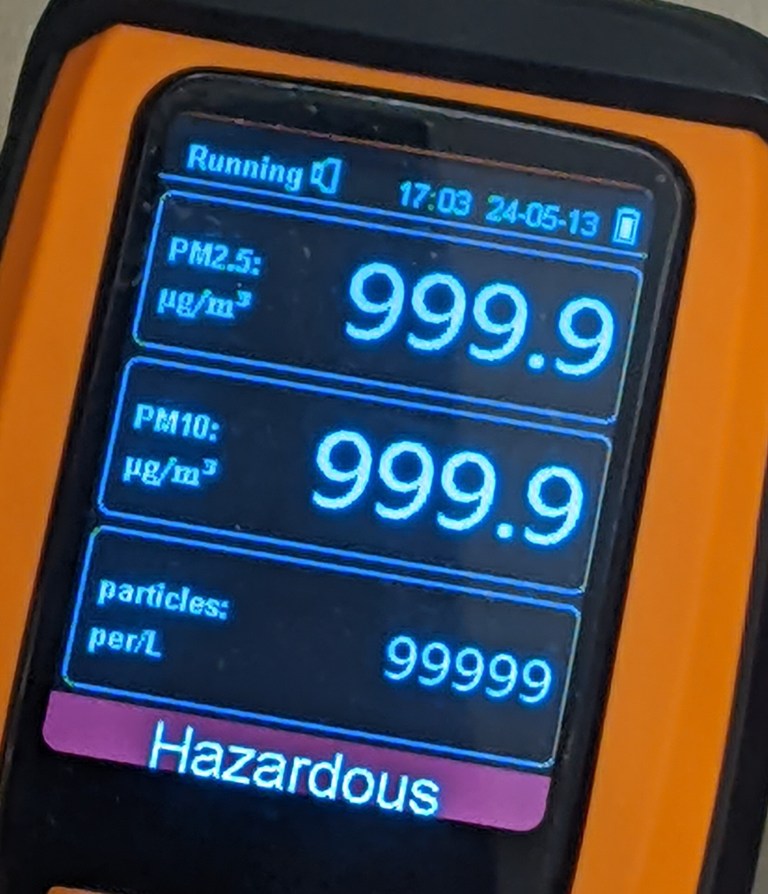 Running 17:03 24-05-13
PM2.5:
µg/m³
999.9
PM10:
µg/m³
999.9
particles:
per/L
99999
Hazardous